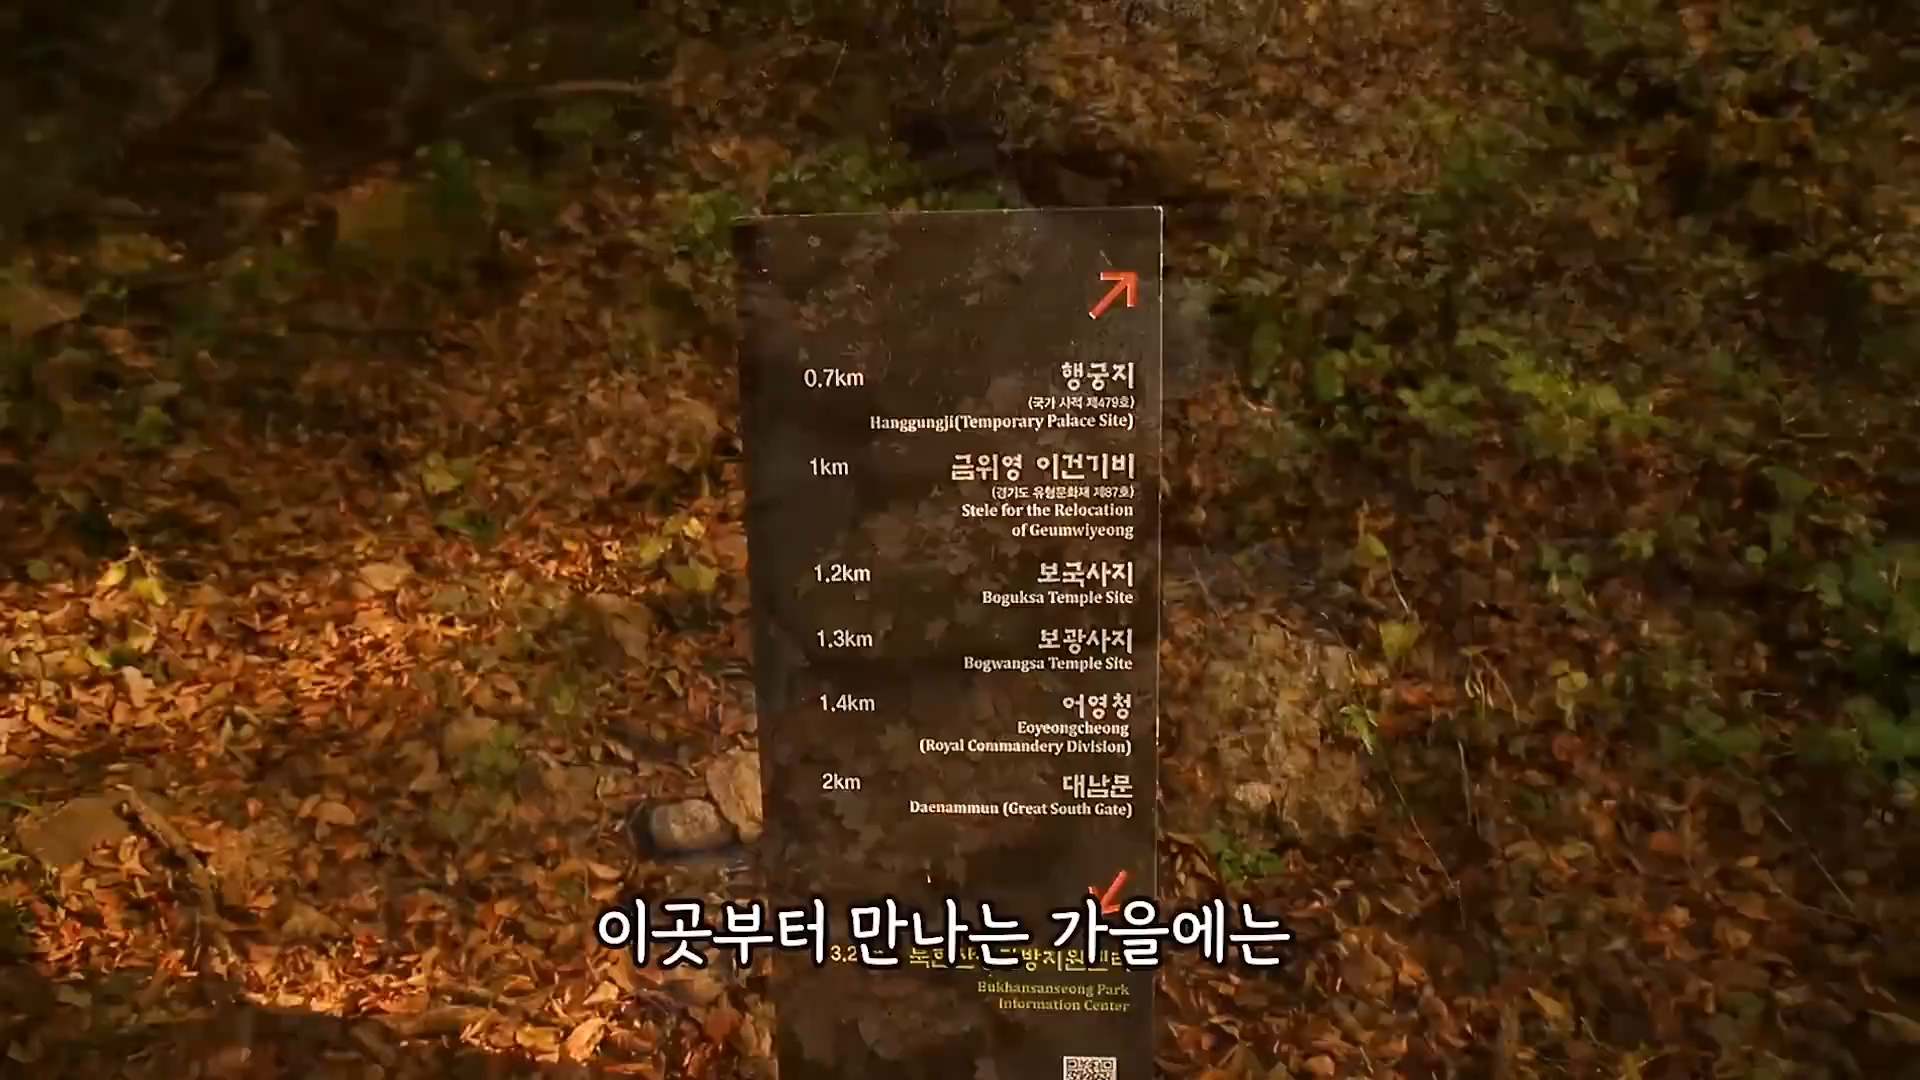 0.7km 행궁지
(국가 사적 제479호)
Hanggungji(Temporary Palace Site)
1km 금위영 이건기비
(경기도 유형문화재 제87호)
Stele for the Relocation
of Geumwiyeong
1.2km 보국사지
Boguksa Temple Site
1.3km 보광사지
Bogwangsa Temple Site
1.4km 어영청
Eoyeongcheong
(Royal Commandery Division)
2km 대남문
Daenammun (Great South Gate)
이곳부터 만나는 가을에는
Bukhansanseong Park
Information Center